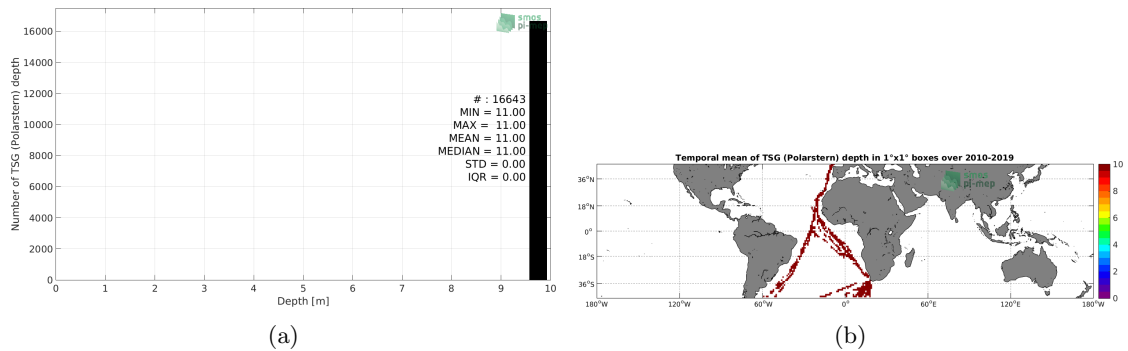 16000
14000
12000
10000
8000
6000
4000
2000
0
Number of TSG (Polarstern) depth
smos
pi-mep
# : 16643
MIN = 11.00
MAX = 11.00
MEAN = 11.00
MEDIAN = 11.00
STD = 0.00
IQR = 0.00
0 1 2 3 4 5 6 7 8 9 10
Depth [m]
(a)
Temporal mean of TSG (Polarstern) depth in 1°x1° boxes over 2010-2019
smos
pi-mep
36°N
18°N
0°
18°S
36°S
180°W 120°W 60°W 0° 60°E 120°E 180°W
10
8
6
4
2
0
(b)